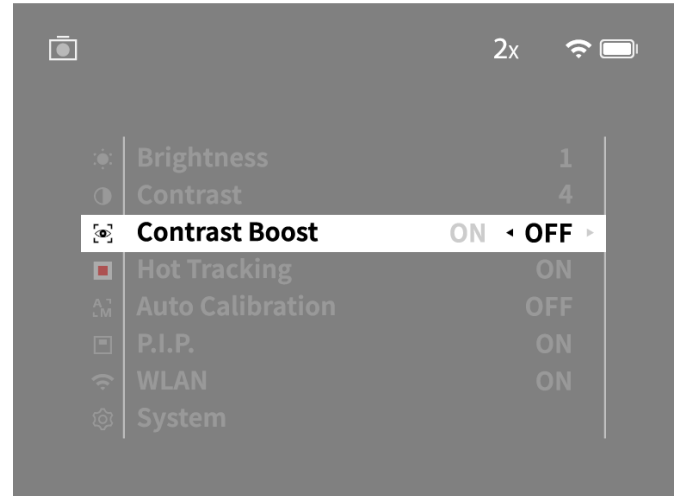 2x
Brightness 1
Contrast 4
Contrast Boost ON OFF
Hot Tracking ON
Auto Calibration OFF
P.I.P. ON
WLAN ON
System